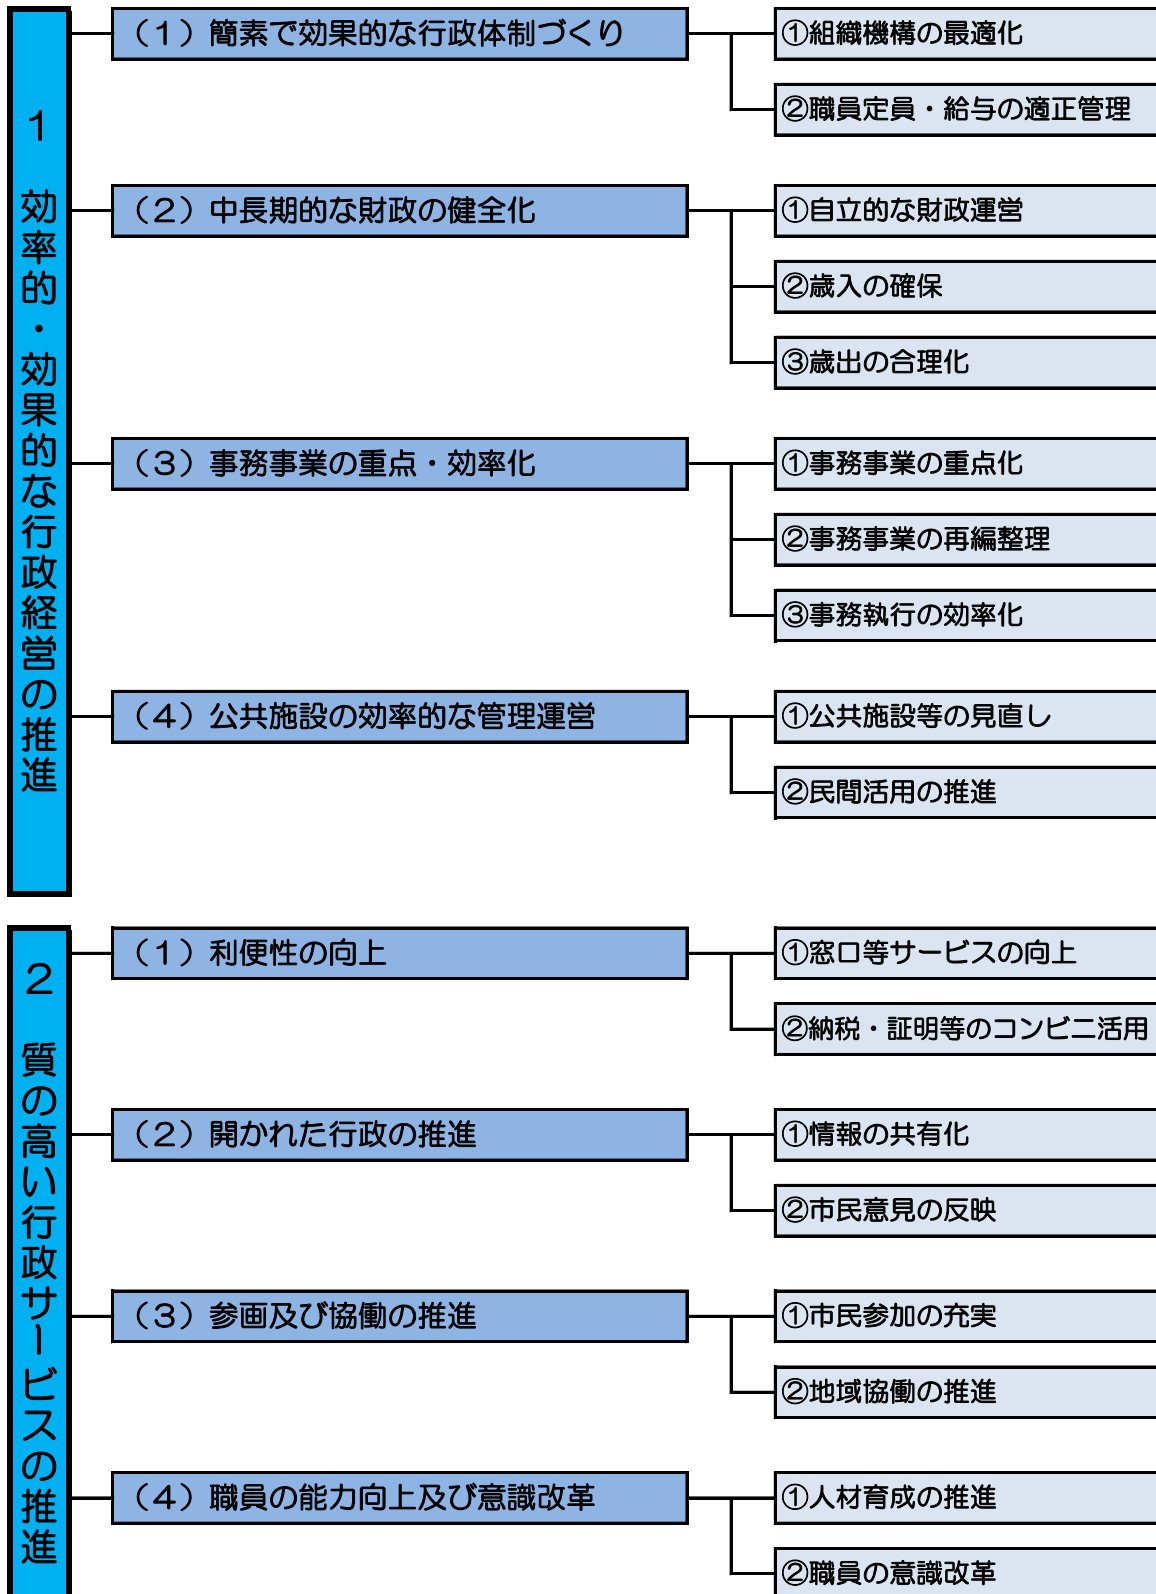 1 効率的・効果的な行政経営の推進
（1）簡素で効果的な行政体制づくり
①組織機構の最適化
②職員定員・給与の適正管理
（2）中長期的な財政の健全化
①自立的な財政運営
②歳入の確保
③歳出の合理化
（3）事務事業の重点・効率化
①事務事業の重点化
②事務事業の再編整理
③事務執行の効率化
（4）公共施設の効率的な管理運営
①公共施設等の見直し
②民間活用の推進
2 質の高い行政サービスの推進
（1）利便性の向上
①窓口等サービスの向上
②納税・証明等のコンビニ活用
（2）開かれた行政の推進
①情報の共有化
②市民意見の反映
（3）参画及び協働の推進
①市民参加の充実
②地域協働の推進
（4）職員の能力向上及び意識改革
①人材育成の推進
②職員の意識改革